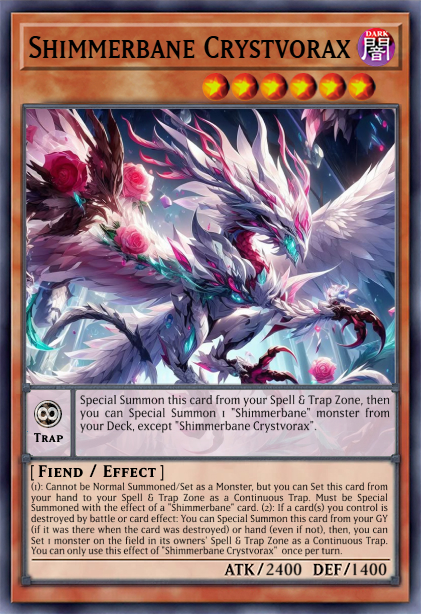 Shimmerbane Crystvorax
DARK
闇
Special Summon this card from your Spell & Trap Zone, then
you can Special Summon 1 "Shimmerbane" monster from
your Deck, except "Shimmerbane Crystvorax".
Trap
[ Fiend / Effect ]
(1): Cannot be Normal Summoned/Set as a Monster, but you can Set this card from
your hand to your Spell & Trap Zone as a Continuous Trap. Must be Special
Summoned with the effect of a "Shimmerbane" card. (2): If a card(s) you control is
destroyed by battle or card effect: You can Special Summon this card from your GY
(if it was there when the card was destroyed) or hand (even if not), then, you can
Set 1 monster on the field in its owners' Spell & Trap Zone as a Continuous Trap.
You can only use this effect of "Shimmerbane Crystvorax" once per turn.
ATK/2400 DEF/1400